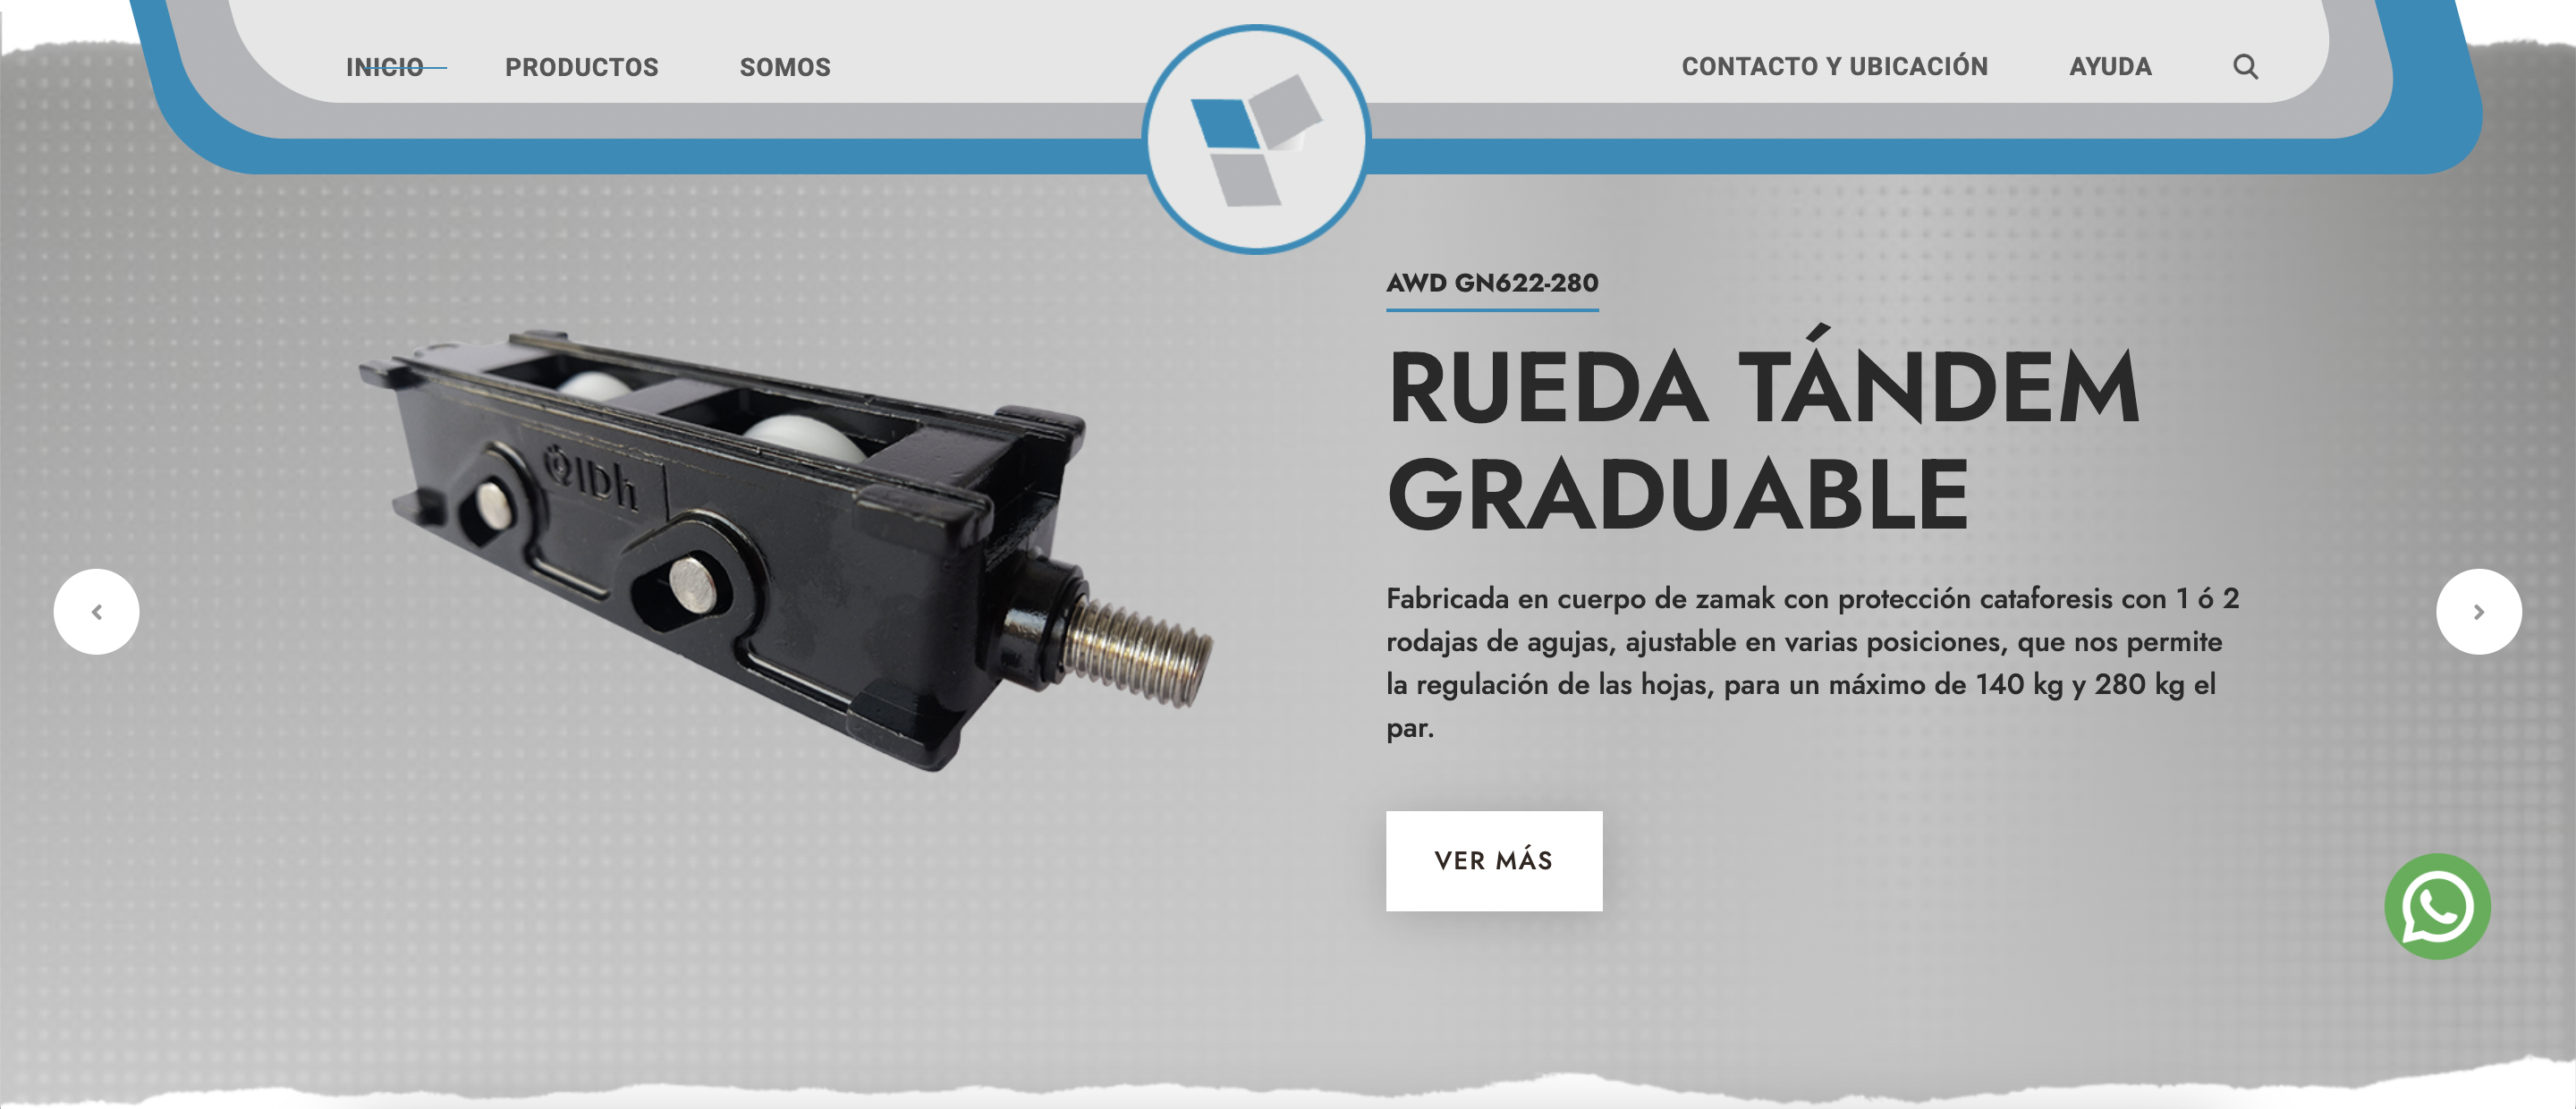 INICIO
PRODUCTOS
SOMOS
CONTACTO Y UBICACIÓN
AYUDA
AWD GN622-280
RUEDA TÁNDEM
GRADUABLE
Fabricada en cuerpo de zamak con protección cataforesis con 1 ó 2
rodajas de agujas, ajustable en varias posiciones, que nos permite
la regulación de las hojas, para un máximo de 140 kg y 280 kg el
par.
VER MÁS